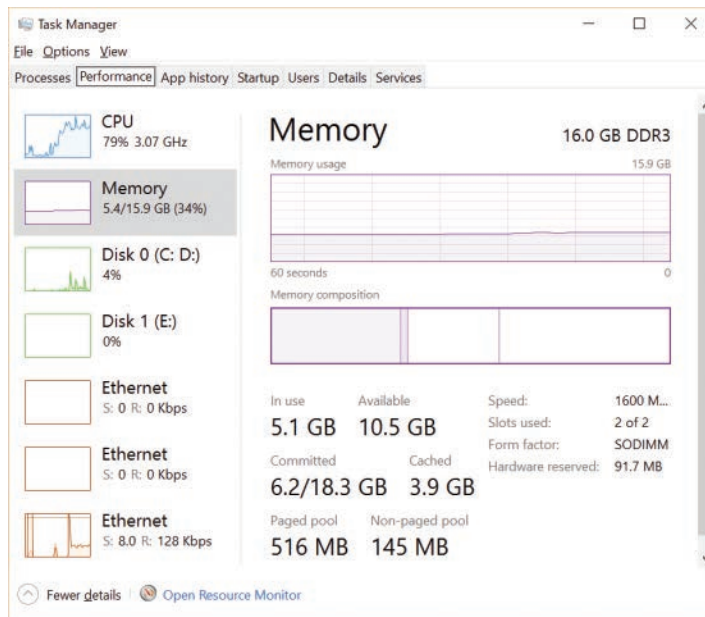 Task Manager
File Options View
Processes Performance App history Startup Users Details Services
CPU
79% 3.07 GHz
Memory
5.4/15.9 GB (34%)
Disk 0 (C: D:)
4%
Disk 1 (E:)
0%
Ethernet
S: 0 R: 0 Kbps
Ethernet
S: 0 R: 0 Kbps
Ethernet
S: 8.0 R: 128 Kbps
Memory 16.0 GB DDR3
Memory usage 15.9 GB
60 seconds 0
Memory composition
In use Available
5.1 GB 10.5 GB
Committed Cached
6.2/18.3 GB 3.9 GB
Paged pool Non-paged pool
516 MB 145 MB
Speed: 1600 M...
Slots used: 2 of 2
Form factor: SODIMM
Hardware reserved: 91.7 MB
Fewer details Open Resource Monitor